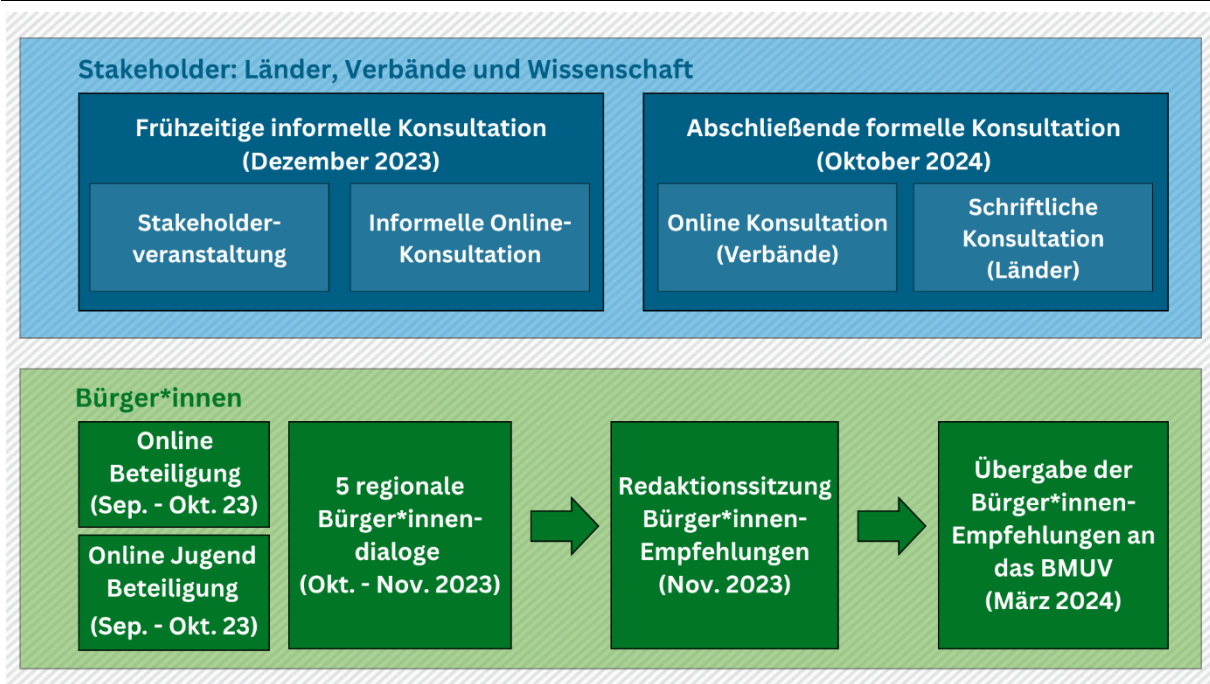 Stakeholder: Länder, Verbände und Wissenschaft
Frühzeitige informelle Konsultation
(Dezember 2023)
Stakeholder-
veranstaltung
Informelle Online-
Konsultation
Abschließende formelle Konsultation
(Oktober 2024)
Online Konsultation
(Verbände)
Schriftliche
Konsultation
(Länder)
Bürger*innen
Online
Beteiligung
(Sep. - Okt. 23)
Online Jugend
Beteiligung
(Sep. - Okt. 23)
5 regionale
Bürger*innen-
dialoge
(Okt. - Nov. 2023)
Redaktionssitzung
Bürger*innen-
Empfehlungen
(Nov. 2023)
Übergabe der
Bürger*innen-
Empfehlungen an
das BMUV
(März 2024)